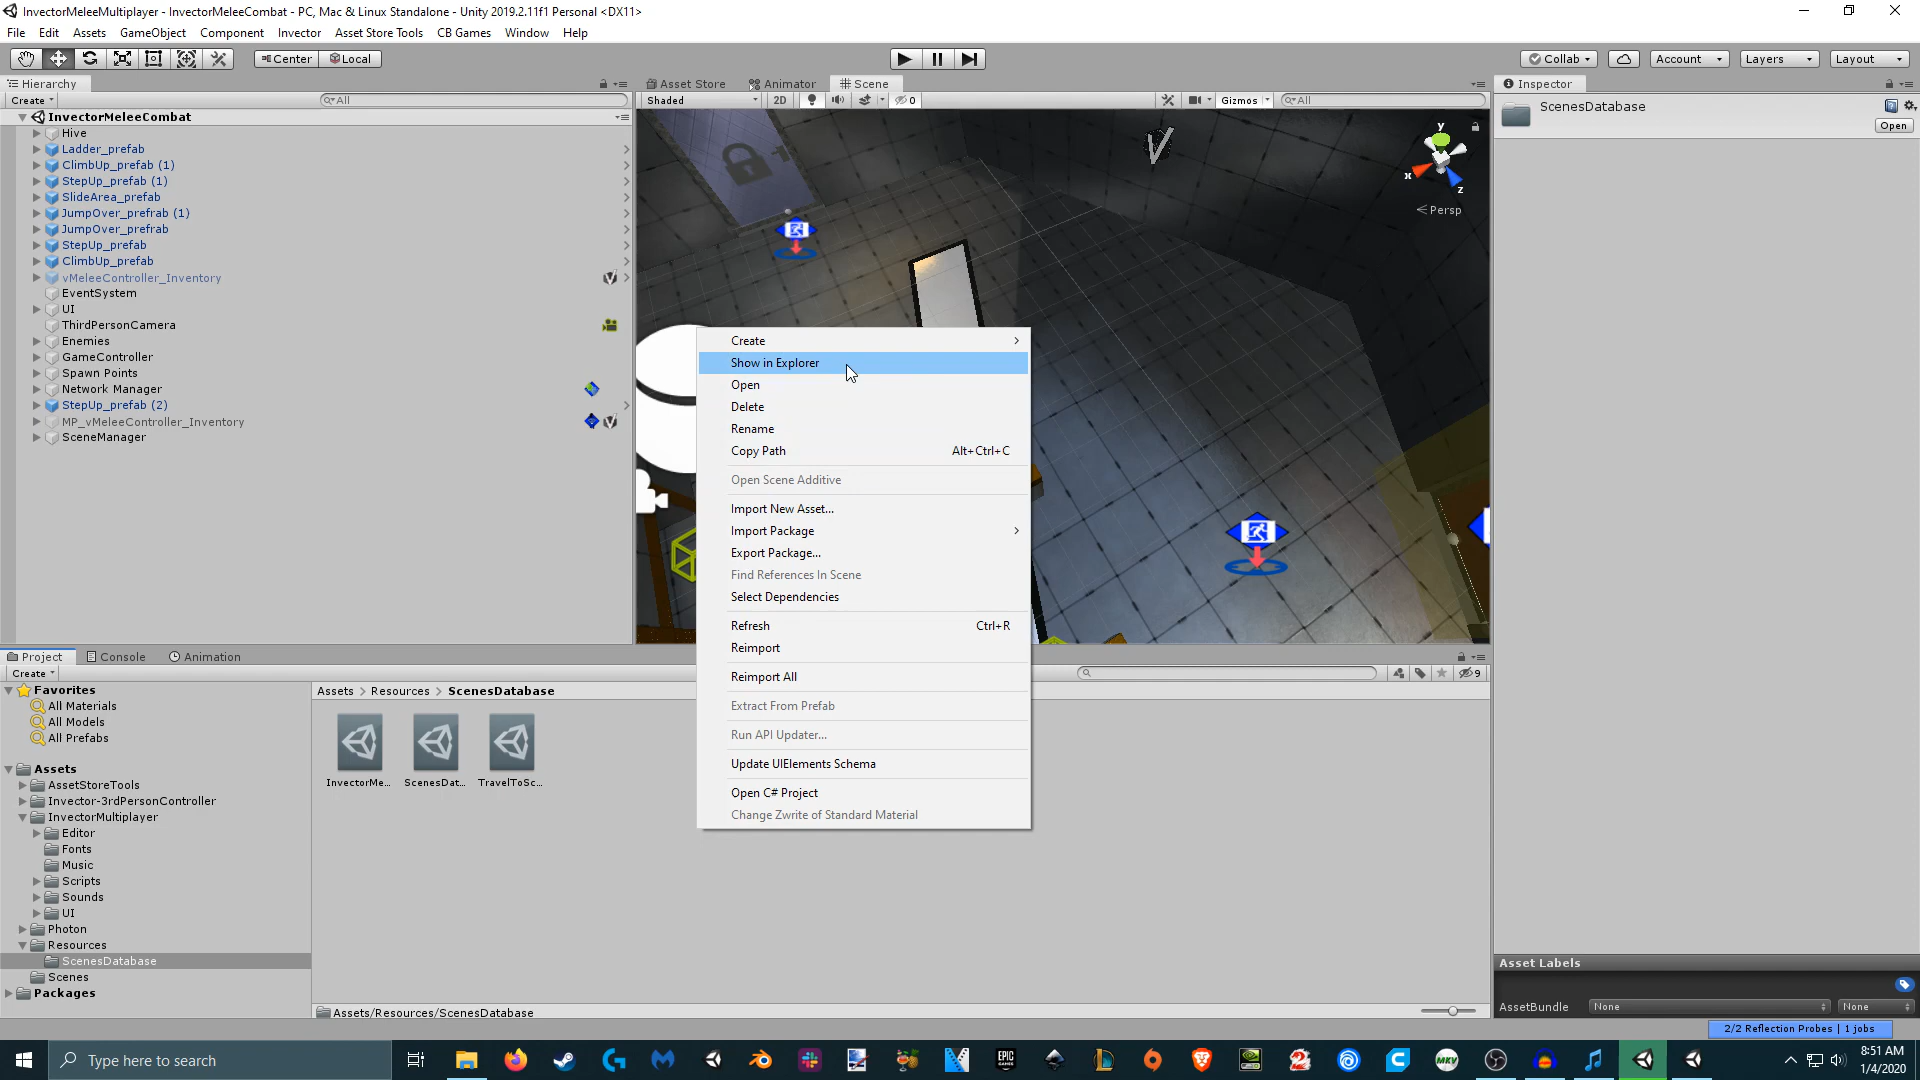 InvectorMeleeMultiplayer - InvectorMeleeCombat - PC, Mac & Linux Standalone - Unity 2019.2.11f1 Personal <DX11>
File Edit Assets GameObject Component Invector Asset Store Tools CB Games Window Help
Center Local Collab Account Layers Layout
Hierarchy
Create All
InvectorMeleeCombat
Hive
Ladder_prefab
ClimbUp_prefab (1)
StepUp_prefab (1)
SlideArea_prefab
JumpOver_prefrab (1)
JumpOver_prefrab
StepUp_prefab
ClimbUp_prefab
vMeleeController_Inventory
EventSystem
UI
ThirdPersonCamera
Enemies
GameController
Spawn Points
Network Manager
StepUp_prefab (2)
MP_vMeleeController_Inventory
SceneManager
Asset Store Animator Scene
Shaded 2D 0 Gizmos All
y
x
z
Persp
Create
Show in Explorer
Open
Delete
Rename
Copy Path Alt+Ctrl+C
Open Scene Additive
Import New Asset...
Import Package
Export Package...
Find References In Scene
Select Dependencies
Refresh Ctrl+R
Reimport
Reimport All
Extract From Prefab
Run API Updater...
Update UIElements Schema
Open C# Project
Change Zwrite of Standard Material
Inspector
ScenesDatabase
Open
Project Console Animation
Create
9
Favorites
All Materials
All Models
All Prefabs
Assets
AssetStoreTools
Invector-3rdPersonController
InvectorMultiplayer
Editor
Fonts
Music
Scripts
Sounds
UI
Photon
Resources
ScenesDatabase
Scenes
Packages
Assets > Resources > ScenesDatabase
InvectorMe... ScenesDat... TravelToSc...
Assets/Resources/ScenesDatabase
Asset Labels
AssetBundle None None
2/2 Reflection Probes | 1 jobs
Type here to search
EPIC GAMES
MKV
8:51 AM
1/4/2020